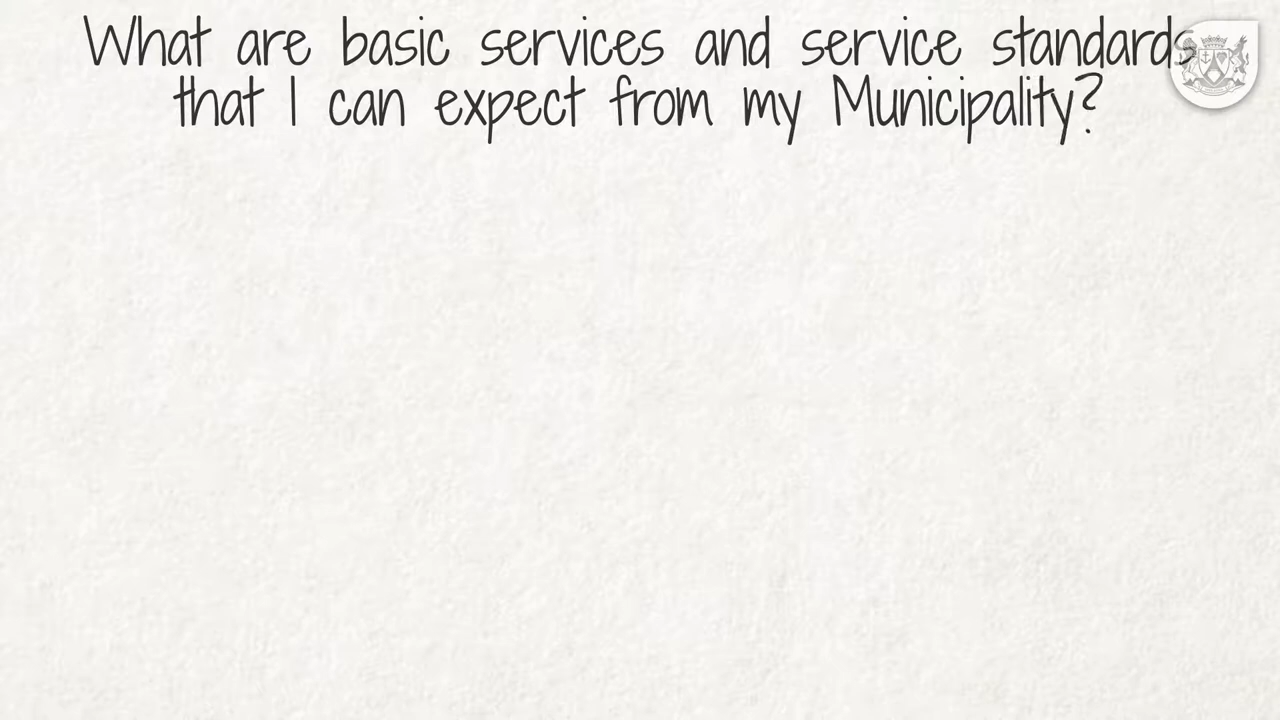 What are basic services and service standards
that I can expect from my Municipality?